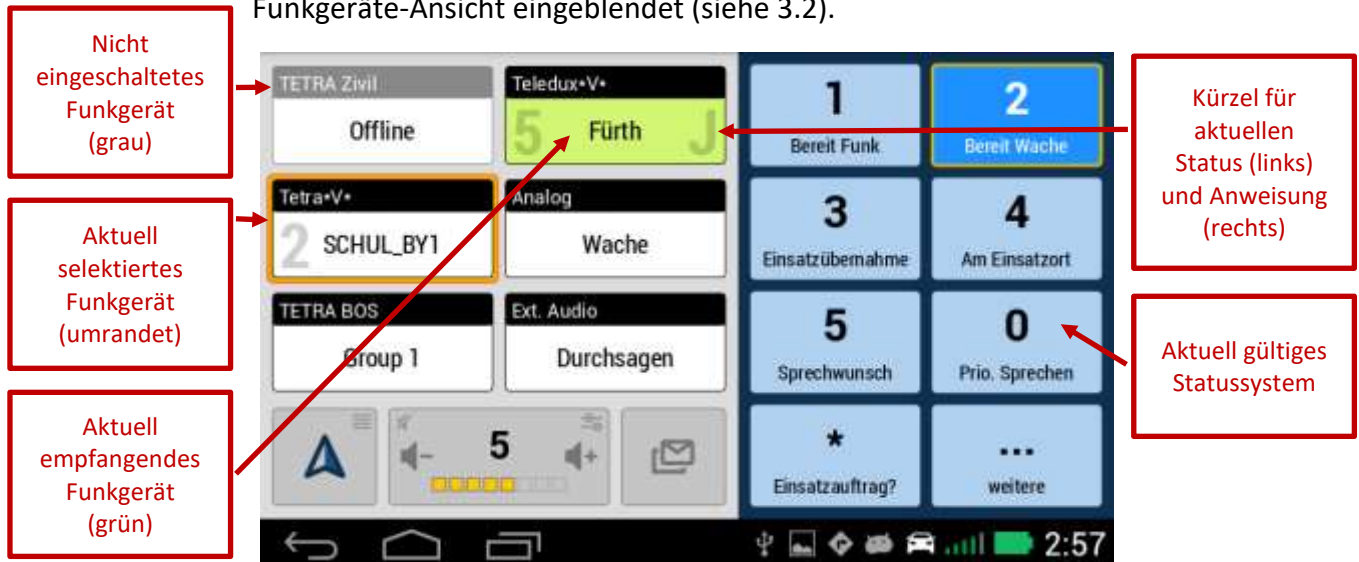 Funkgeräte-Ansicht eingeblendet (siehe 3.2).
Nicht
eingeschaltetes
Funkgerät
(grau)
Aktuell
selektiertes
Funkgerät
(umrandet)
Aktuell
empfangendes
Funkgerät
(grün)
TETRA Zivil
Offline
Teledux•V•
5 Fürth J
Tetra•V•
2 SCHUL_BY1
Analog
Wache
TETRA BOS
Group 1
Ext. Audio
Durchsagen
5
1
Bereit Funk
2
Bereit Wache
3
Einsatzübernahme
4
Am Einsatzort
5
Sprechwunsch
0
Prio. Sprechen
*
Einsatzauftrag?
...
weitere
2:57
Kürzel für
aktuellen
Status (links)
und Anweisung
(rechts)
Aktuell gültiges
Statussystem